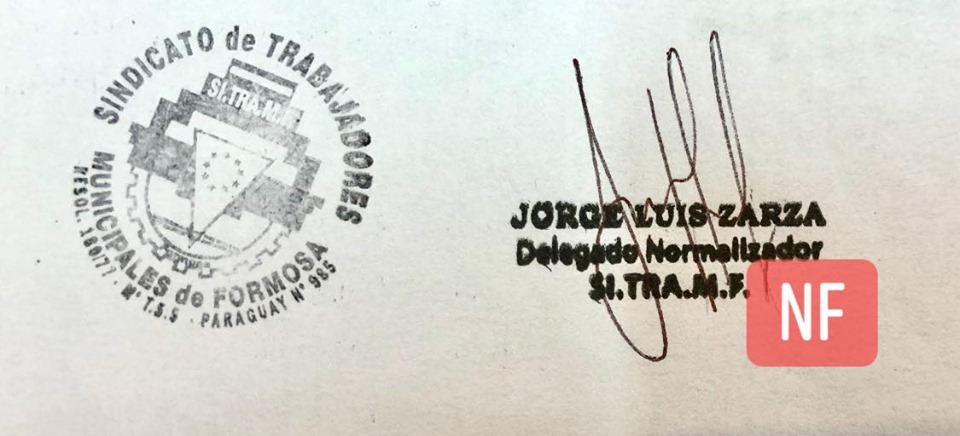 SINDICATO de TRABAJADORES
MUNICIPALES de FORMOSA
RESOL. 180/77. M° T.S.S. PARAGUAY N° 985
SI.TRA.M.F.
JORGE LUIS ZARZA
Delegado Normalizador
SI.TRA.M.F.
NF